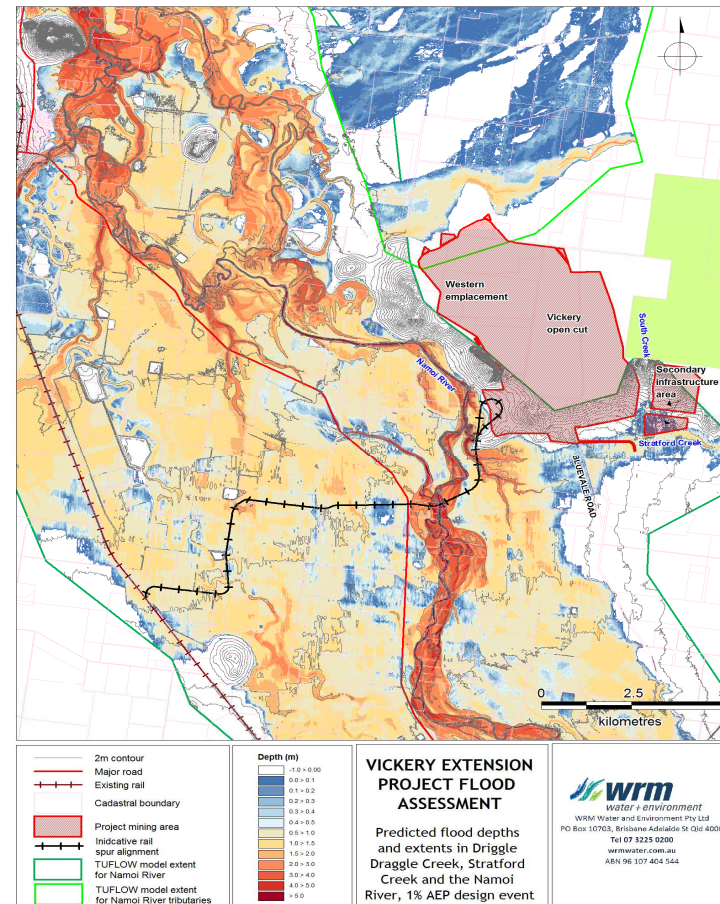 Western
emplacement
Vickery
open cut
South Creek
Secondary
infrastructure
area
Namoi River
Stratford Creek
BLUEVALE ROAD
0 2.5
kilometres
2m contour
Major road
Existing rail
Cadastral boundary
Project mining area
Inidcative rail
spur alignment
TUFLOW model extent
for Namoi River
TUFLOW model extent
for Namoi River tributaries
Depth (m)
-1.0 > 0.00
0.0 > 0.1
0.1 > 0.2
0.2 > 0.3
0.3 > 0.4
0.4 > 0.5
0.5 > 1.0
1.0 > 1.5
1.5 > 2.0
2.0 > 3.0
3.0 > 4.0
4.0 > 5.0
> 5.0
VICKERY EXTENSION
PROJECT FLOOD
ASSESSMENT
Predicted flood depths
and extents in Driggle
Draggle Creek, Stratford
Creek and the Namoi
River, 1% AEP design event
wrm
water + environment
WRM Water and Environment Pty Ltd
PO Box 10703, Brisbane Adelaide St Qld 4000
Tel 07 3225 0200
wrmwater.com.au
ABN 96 107 404 544